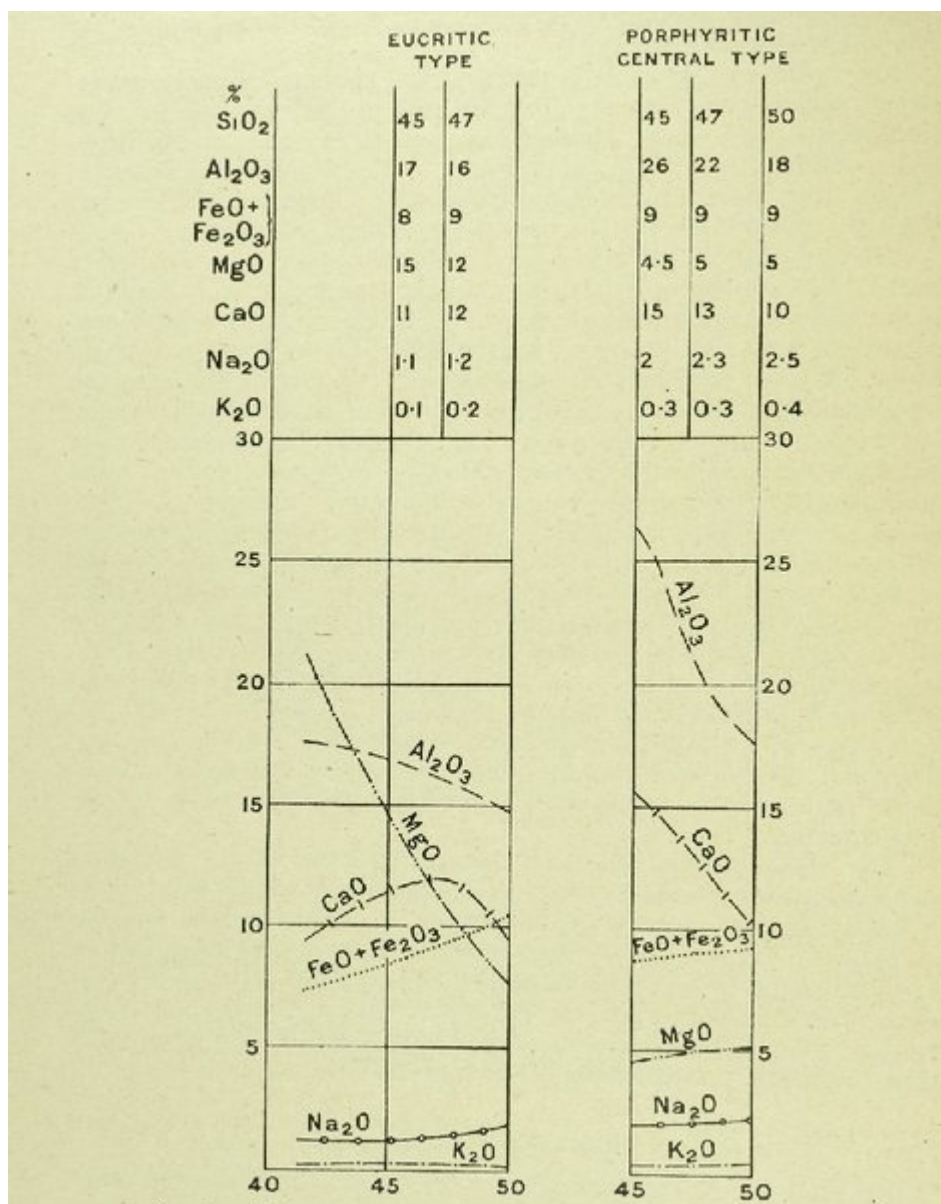 EUCRITIC TYPE
PORPHYRITIC CENTRAL TYPE
%
SiO2 45 47 45 47 50
Al2O3 17 16 26 22 18
FeO+ Fe2O3} 8 9 9 9 9
MgO 15 12 4·5 5 5
CaO 11 12 15 13 10
Na2O 1·1 1·2 2 2·3 2·5
K2O 0·1 0·2 0·3 0·3 0·4
30 30
25 25
Al2O3
20 20
Al2O3
15 15
MgO
CaO
CaO
10 10
FeO+Fe2O3
FeO+Fe2O3
MgO
5 5
Na2O
Na2O
K2O
K2O
40 45 50 45 50